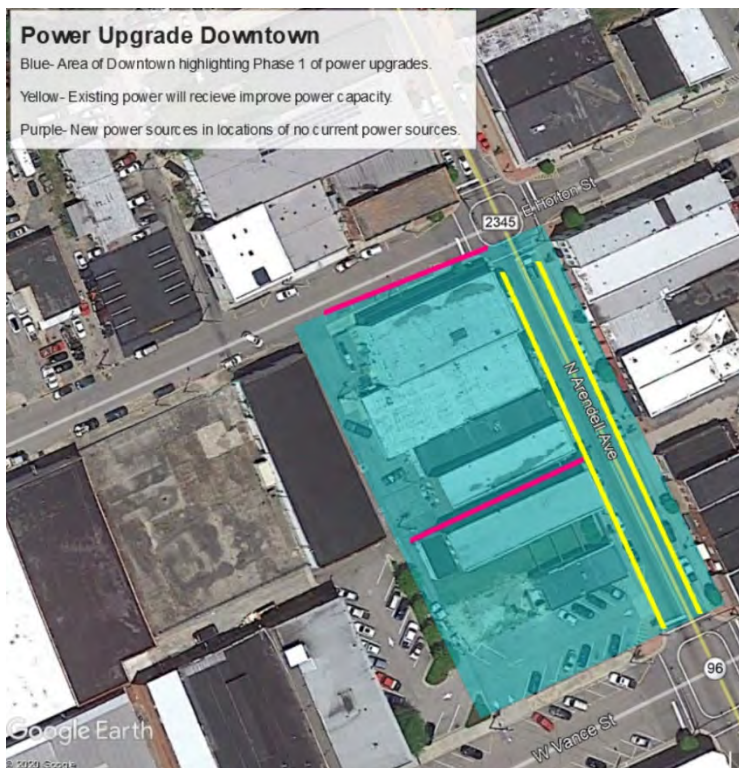 Power Upgrade Downtown
Blue- Area of Downtown highlighting Phase 1 of power upgrades.
Yellow- Existing power will recieve improve power capacity.
Purple- New power sources in locations of no current power sources.
E Horton St
2345
N Arendell Ave
96
W Vance St
Google Earth
© 2020 Google